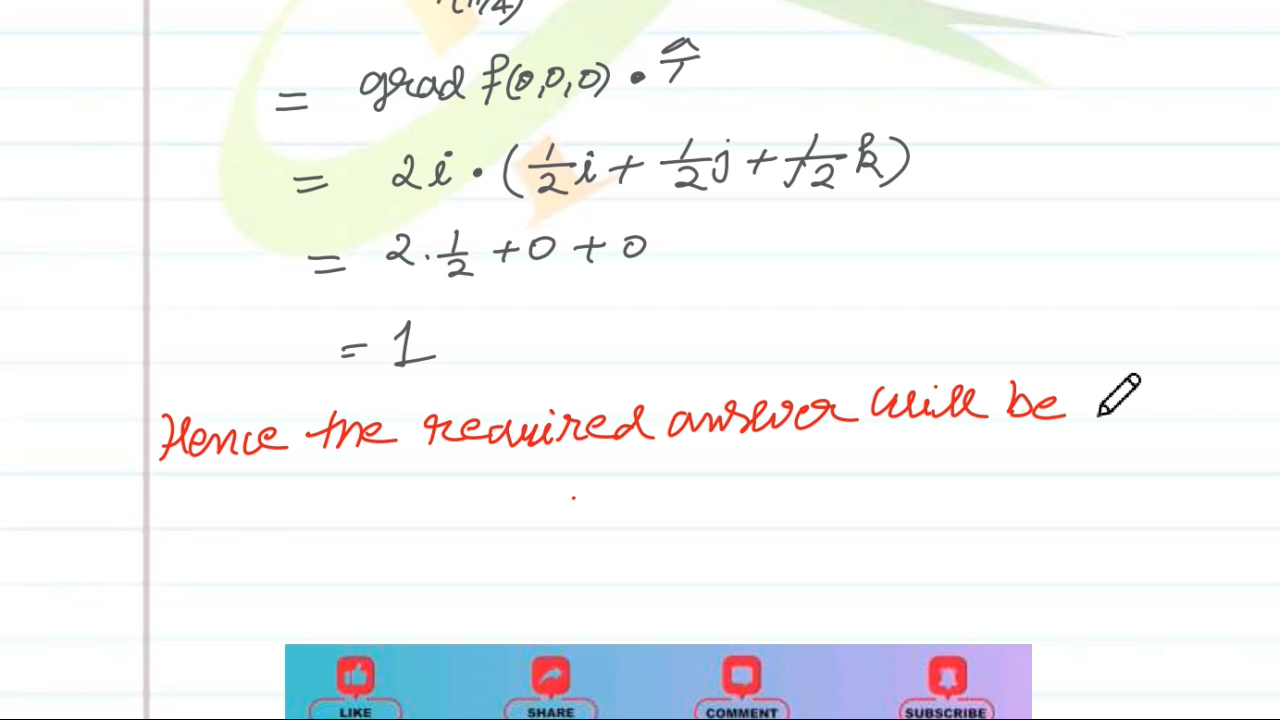 = grad f(0,0,0) • a/1
= 2i • (1/2 i + 1/2 j + 1/√2 k)
= 2.1/2 + 0 + 0
= 1
Hence the required answer will be
LIKE SHARE COMMENT SUBSCRIBE